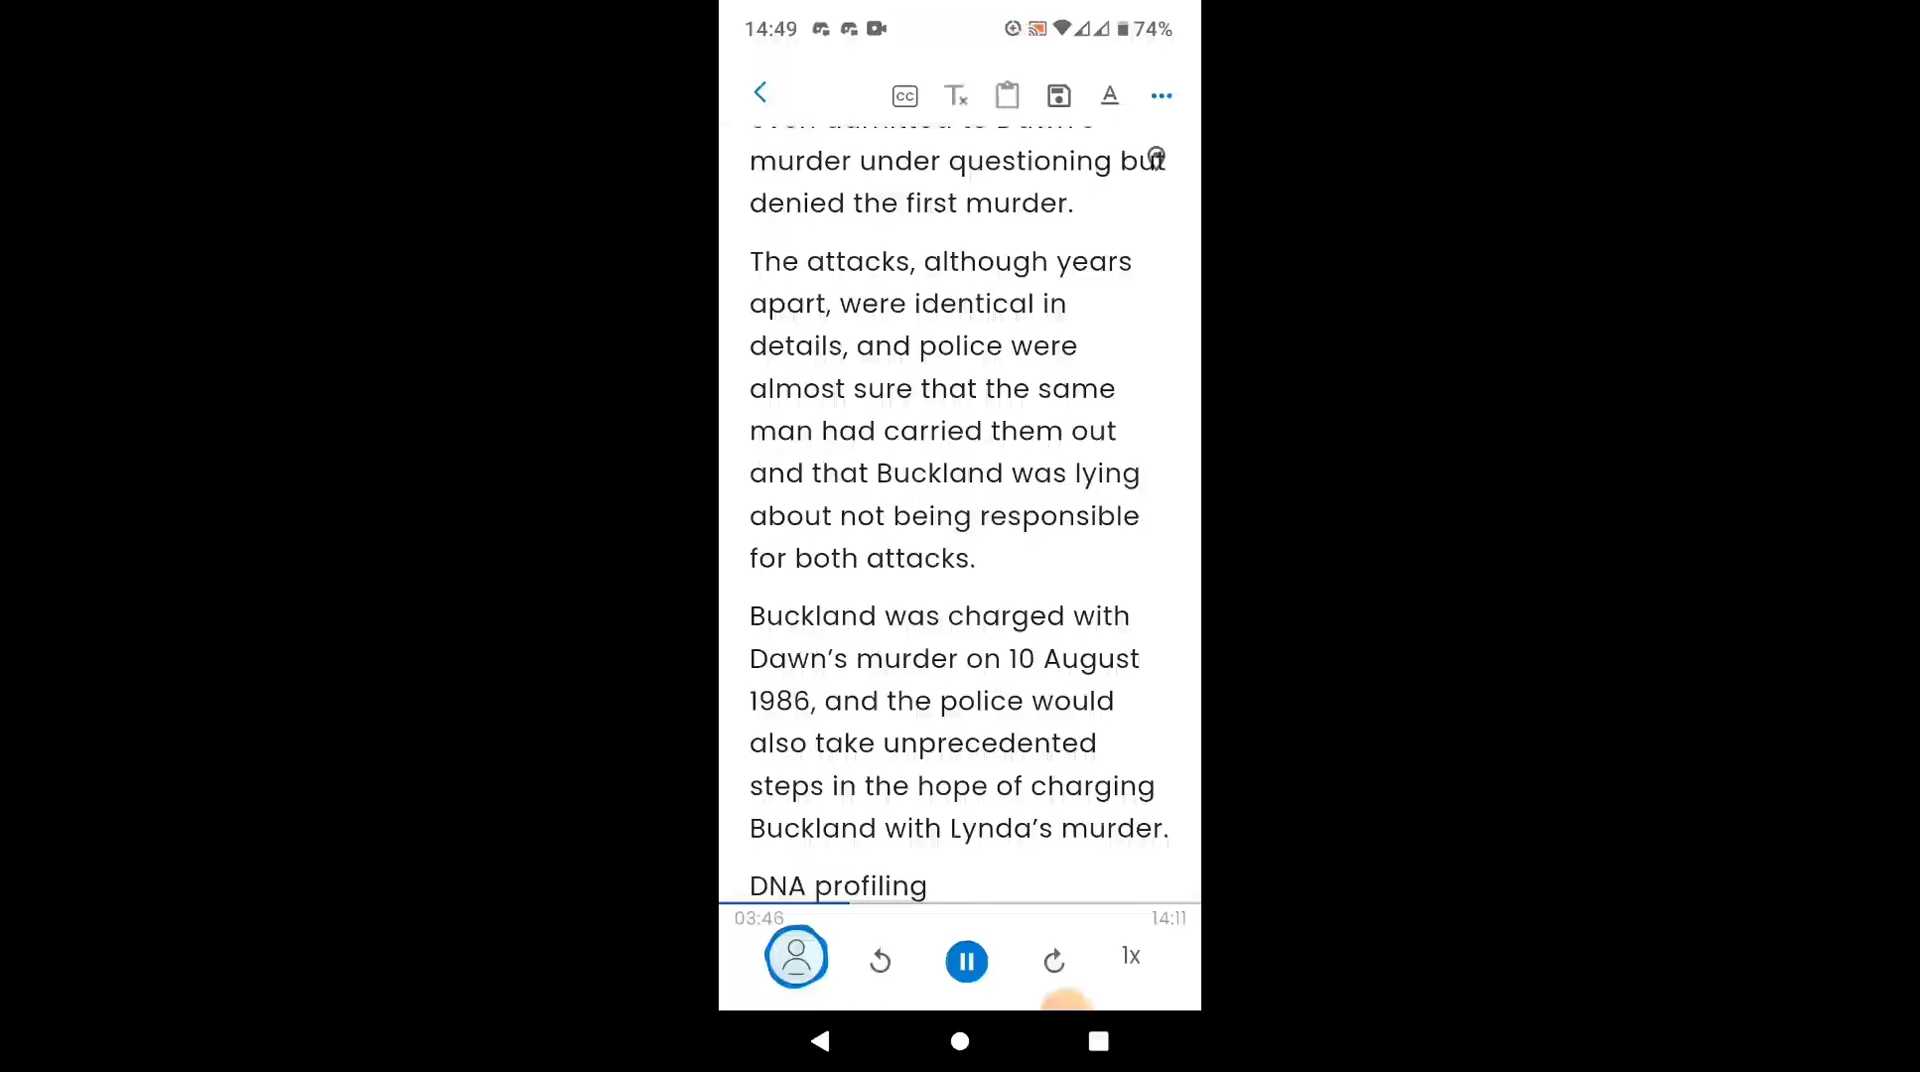 14:49
74%
CC
murder under questioning but
denied the first murder.
The attacks, although years
apart, were identical in
details, and police were
almost sure that the same
man had carried them out
and that Buckland was lying
about not being responsible
for both attacks.
Buckland was charged with
Dawn’s murder on 10 August
1986, and the police would
also take unprecedented
steps in the hope of charging
Buckland with Lynda’s murder.
DNA profiling
03:46
14:11
1x